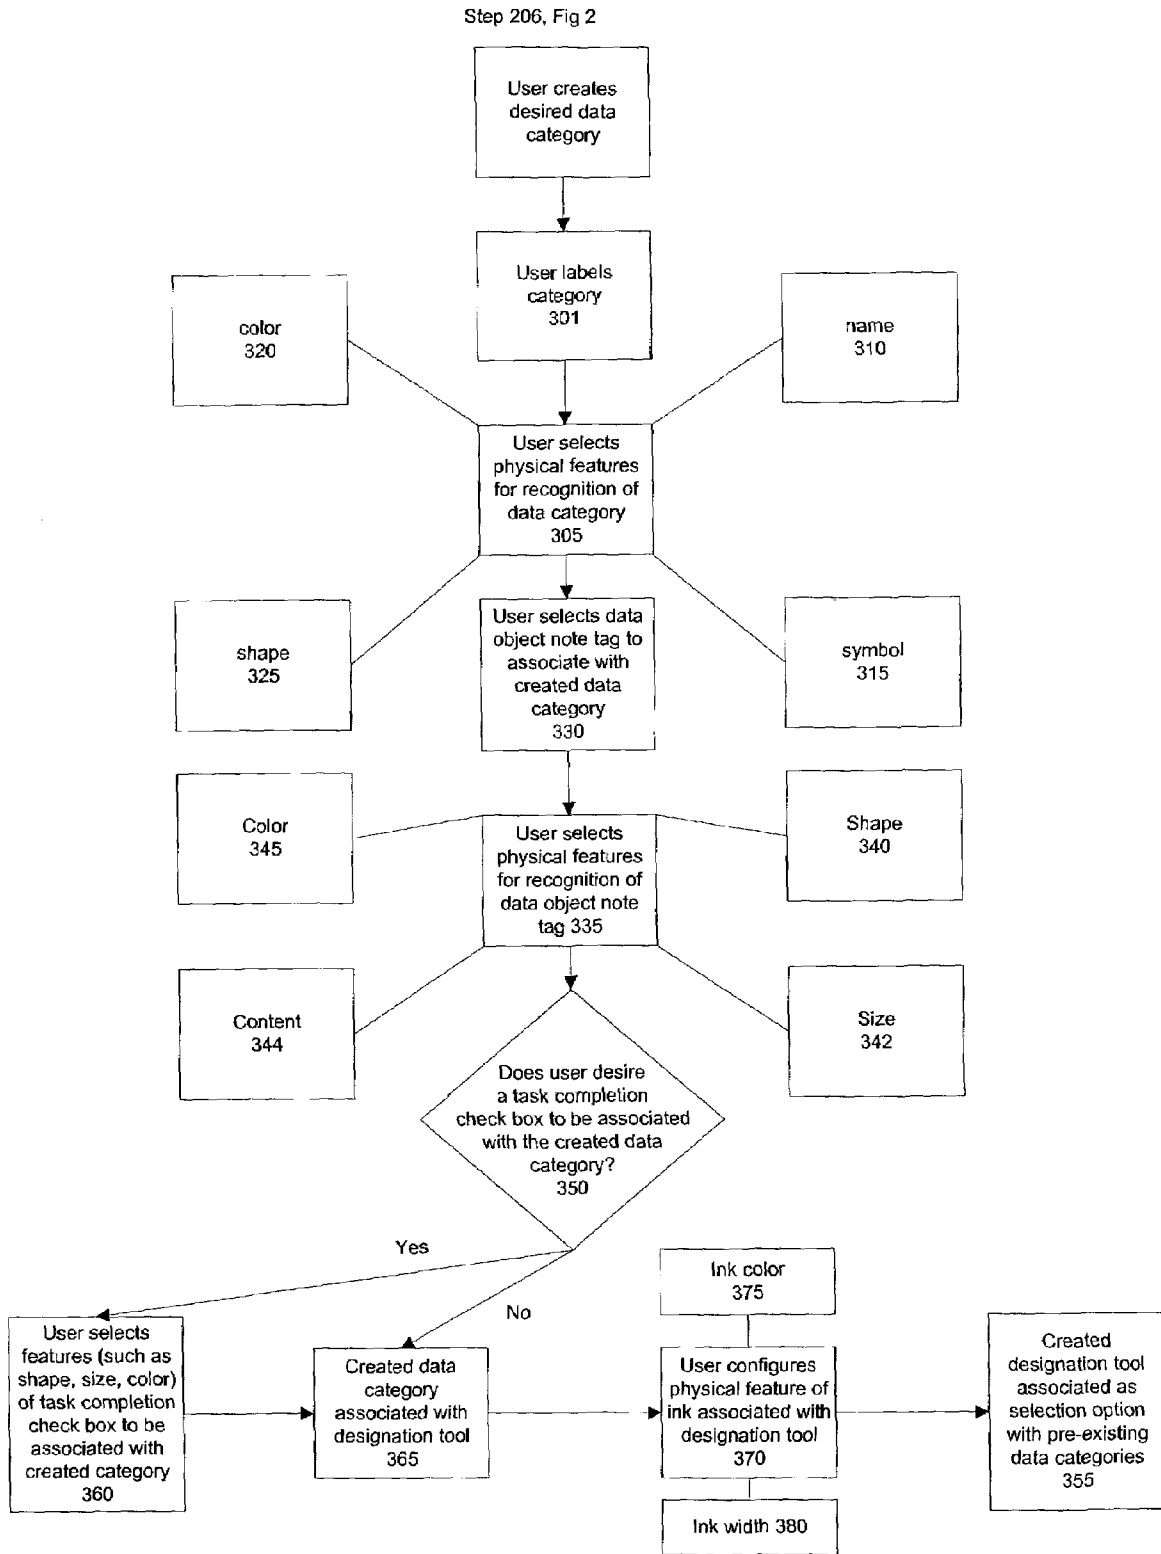 Step 206, Fig 2
User creates
desired data
category
User labels
category
301
color
320
name
310
User selects
physical features
for recognition of
data category
305
shape
325
User selects data
object note tag to
associate with
created data
category
330
symbol
315
Color
345
User selects
physical features
for recognition of
data object note
tag 335
Shape
340
Content
344
Size
342
Does user desire
a task completion
check box to be associated
with the created data
category?
350
Yes
No
Ink color
375
User selects
features (such as
shape, size, color)
of task completion
check box to be
associated with
created category
360
Created data
category
associated with
designation tool
365
User configures
physical feature of
ink associated with
designation tool
370
Created
designation tool
associated as
selection option
with pre-existing
data categories
355
Ink width 380